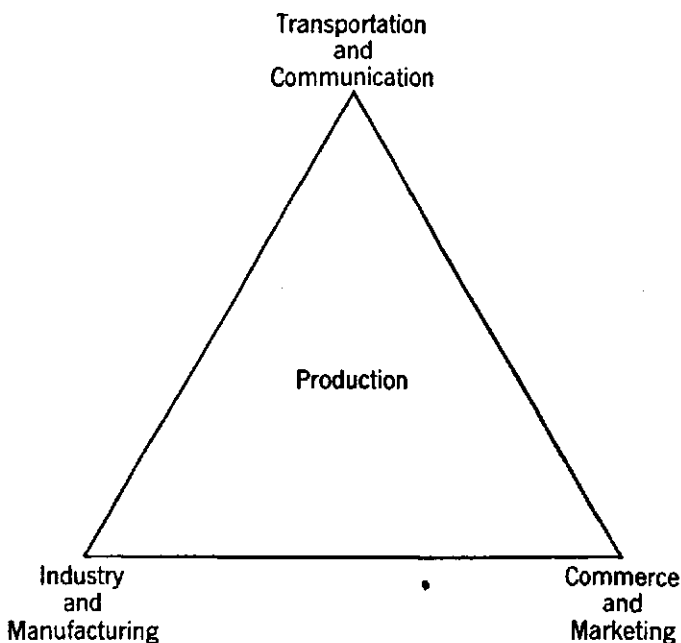 Transportation
and
Communication
Production
Industry
and
Manufacturing
Commerce
and
Marketing